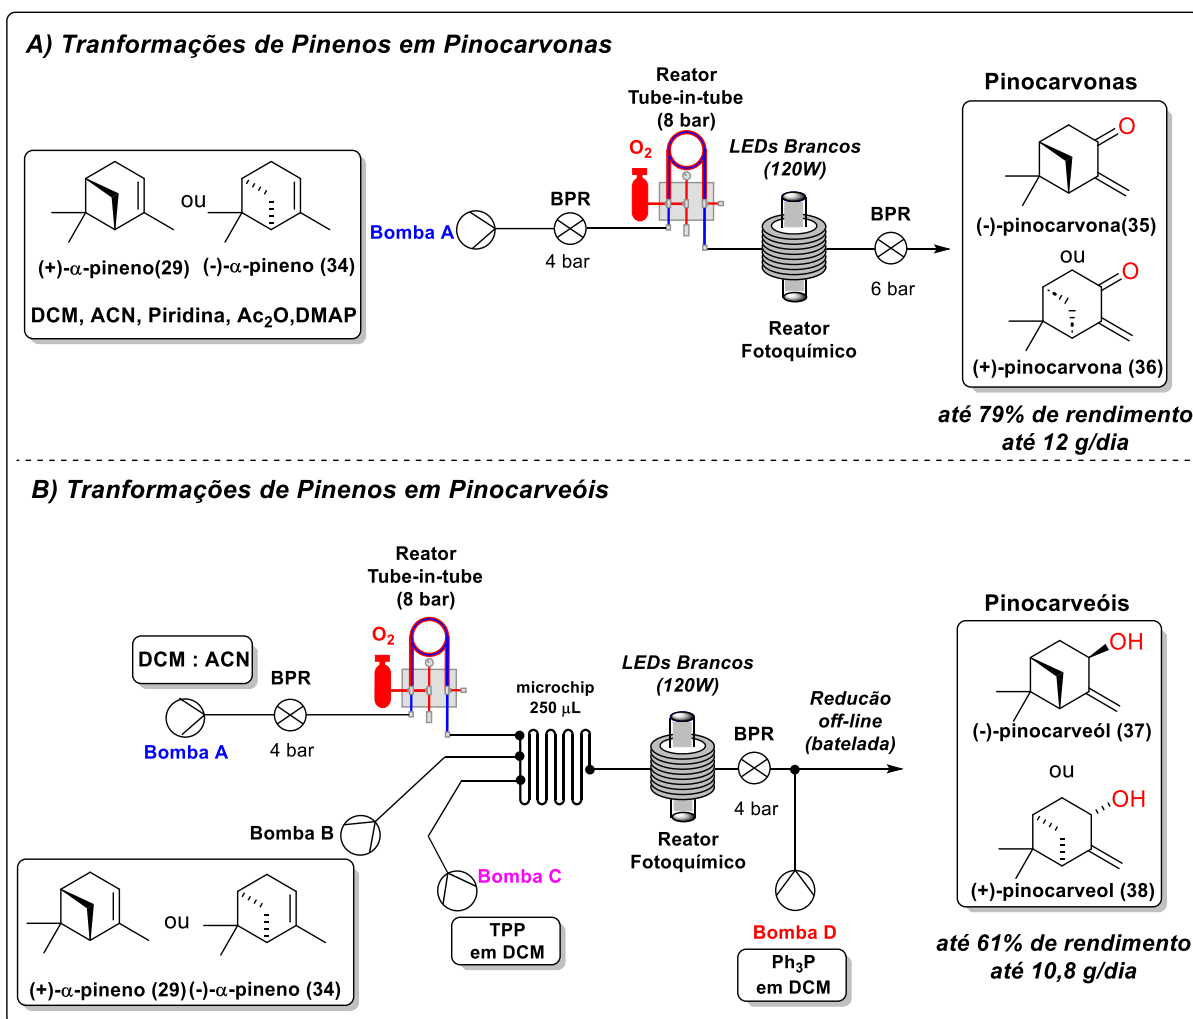 A) Tranformações de Pinenos em Pinocarvonas
ou
(+)-α-pineno(29)
(-)-α-pineno (34)
DCM, ACN, Piridina, Ac₂O,DMAP
Bomba A
BPR
4 bar
Reator
Tube-in-tube
(8 bar)
O₂
LEDs Brancos
(120W)
Reator
Fotoquímico
BPR
6 bar
Pinocarvonas
O
(-)-pinocarvona(35)
ou
O
(+)-pinocarvona (36)
até 79% de rendimento
até 12 g/dia
B) Tranformações de Pinenos em Pinocarveóis
DCM : ACN
Bomba A
BPR
4 bar
Reator
Tube-in-tube
(8 bar)
O₂
microchip
250 μL
Bomba B
ou
(+)-α-pineno (29)
(-)-α-pineno (34)
Bomba C
TPP
em DCM
LEDs Brancos
(120W)
Reator
Fotoquímico
BPR
4 bar
Reducão
off-line
(batelada)
Bomba D
Ph₃P
em DCM
Pinocarveóis
OH
(-)-pinocarveól (37)
ou
OH
(+)-pinocarveol (38)
até 61% de rendimento
até 10,8 g/dia